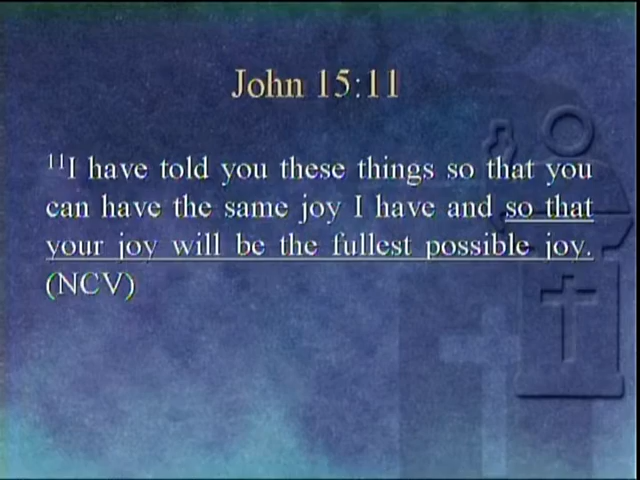 John 15:11
11I have told you these things so that you
can have the same joy I have and so that
your joy will be the fullest possible joy.
(NCV)